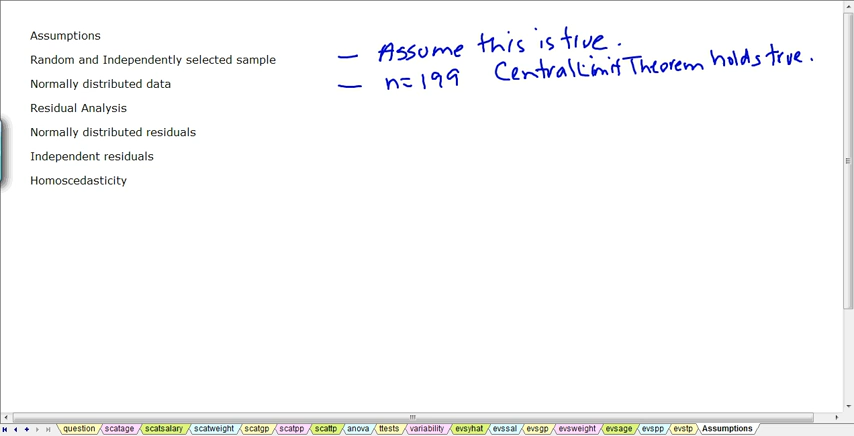 Assumptions
Random and Independently selected sample — Assume this is true.
Normally distributed data — n=199 Central Limit Theorem holds true.
Residual Analysis
Normally distributed residuals
Independent residuals
Homoscedasticity
question scatage scatsalary scatweight scatgp scatpp scattp anova ttests variability evsyhat evssal evsgp evsweight evsage evspp evstp Assumptions